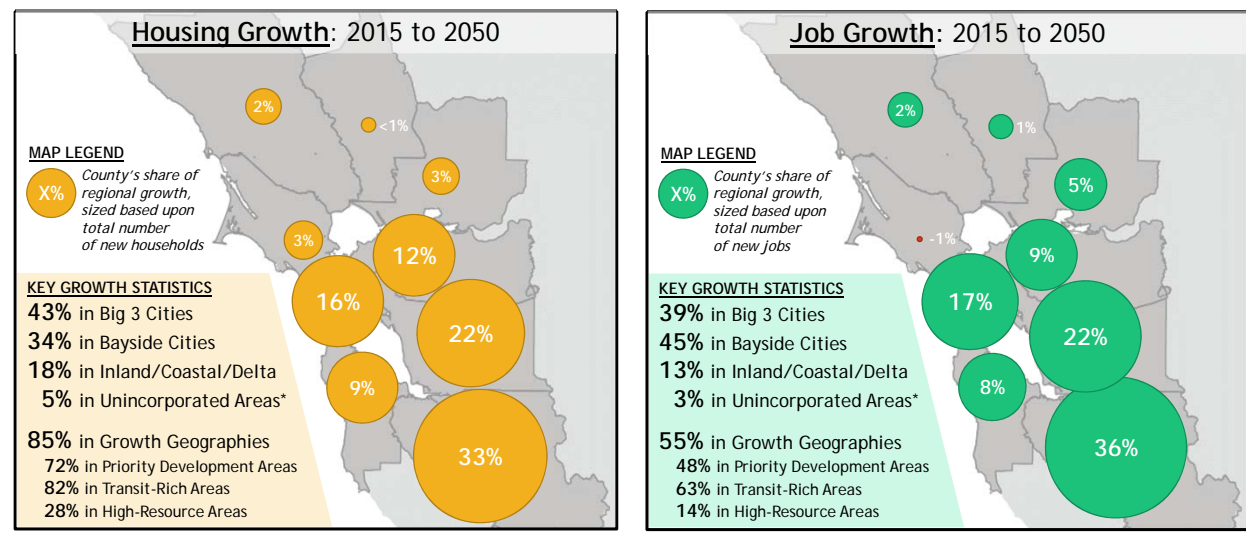 Housing Growth: 2015 to 2050
2%
<1%
3%
3%
12%
16%
22%
9%
33%
MAP LEGEND
X%
County's share of
regional growth,
sized based upon
total number
of new households
KEY GROWTH STATISTICS
43% in Big 3 Cities
34% in Bayside Cities
18% in Inland/Coastal/Delta
5% in Unincorporated Areas*
85% in Growth Geographies
72% in Priority Development Areas
82% in Transit-Rich Areas
28% in High-Resource Areas
Job Growth: 2015 to 2050
2%
1%
5%
-1%
9%
17%
22%
8%
36%
MAP LEGEND
X%
County's share of
regional growth,
sized based upon
total number
of new jobs
KEY GROWTH STATISTICS
39% in Big 3 Cities
45% in Bayside Cities
13% in Inland/Coastal/Delta
3% in Unincorporated Areas*
55% in Growth Geographies
48% in Priority Development Areas
63% in Transit-Rich Areas
14% in High-Resource Areas